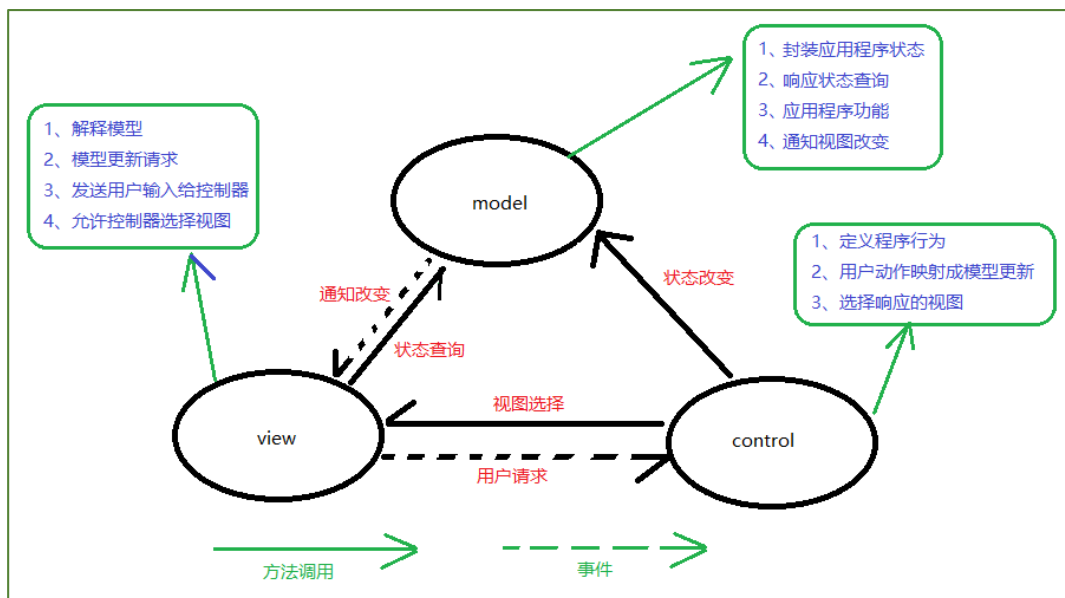 1、封装应用程序状态
2、响应状态查询
3、应用程序功能
4、通知视图改变
1、解释模型
2、模型更新请求
3、发送用户输入给控制器
4、允许控制器选择视图
model
1、定义程序行为
2、用户动作映射成模型更新
3、选择响应的视图
状态改变
通知改变
状态查询
视图选择
view
control
用户请求
方法调用
事件